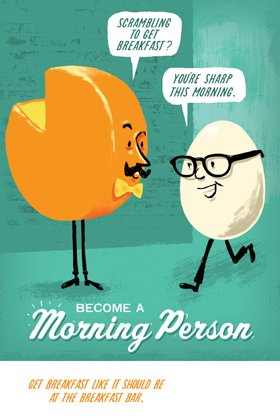 SCRAMBLING
TO GET
BREAKFAST?
YOU'RE SHARP
THIS MORNING.
BECOME A
Morning Person
GET BREAKFAST LIKE IT SHOULD BE
AT THE BREAKFAST BAR.